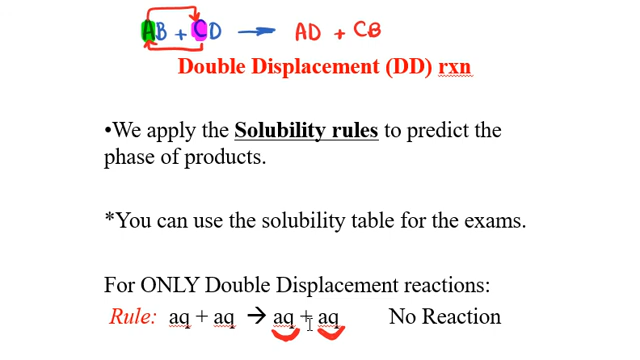 AB + CD → AD + CB
Double Displacement (DD) rxn
•We apply the Solubility rules to predict the
phase of products.
*You can use the solubility table for the exams.
For ONLY Double Displacement reactions:
Rule: aq + aq → aq + aq No Reaction